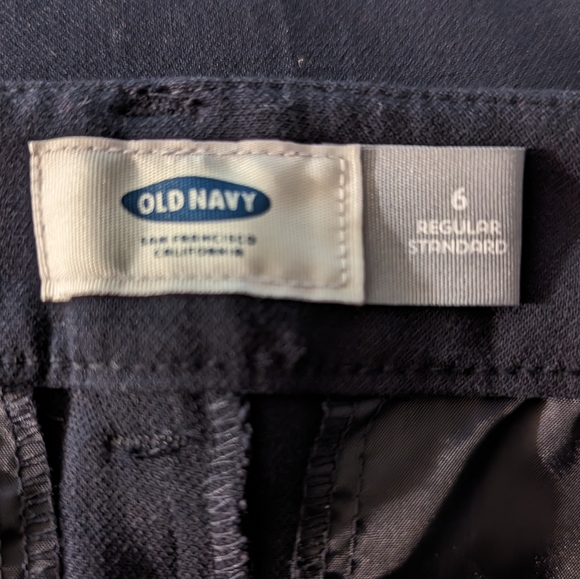 OLD NAVY
SAN FRANCISCO
CALIFORNIA
6
REGULAR
STANDARD